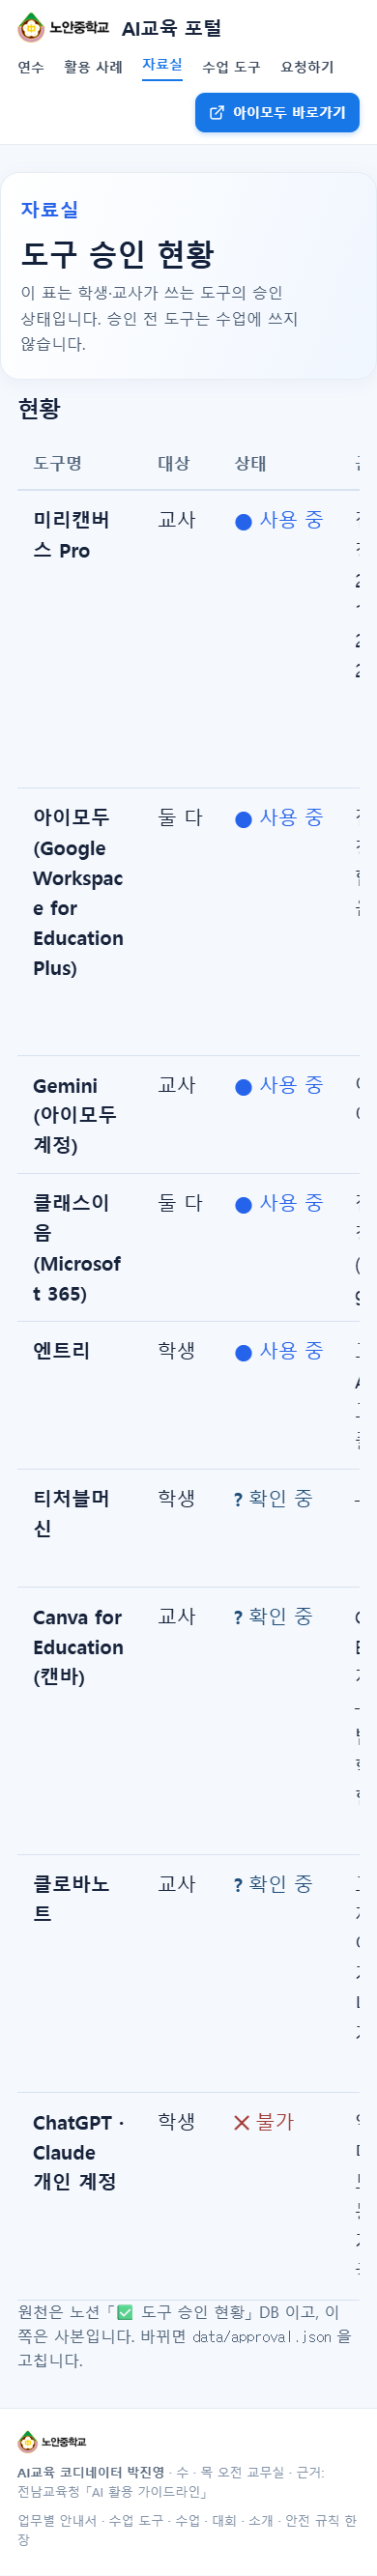 노안중학교 AI교육 포털
연수 활용 사례 자료실 수업 도구 요청하기
아이모두 바로가기
자료실
도구 승인 현황
이 표는 학생·교사가 쓰는 도구의 승인
상태입니다. 승인 전 도구는 수업에 쓰지
않습니다.
현황
도구명 대상 상태
미리캔버 교사 사용 중
스 Pro
아이모두 둘 다 사용 중
(Google
Workspac
e for
Education
Plus)
Gemini 교사 사용 중
(아이모두
계정)
클래스이 둘 다 사용 중
음
(Microsof
t 365)
엔트리 학생 사용 중
티처블머 학생 ? 확인 중
신
Canva for 교사 ? 확인 중
Education
(캔바)
클로바노 교사 ? 확인 중
트
ChatGPT · 학생 불가
Claude
개인 계정
원천은 노션 「✅ 도구 승인 현황」 DB 이고, 이
쪽은 사본입니다. 바뀌면 data/approval.json 을
고칩니다.
노안중학교
AI교육 코디네이터 박진영 · 수 · 목 오전 교무실 · 근거:
전남교육청 「AI 활용 가이드라인」
업무별 안내서 · 수업 도구 · 수업 · 대회 · 소개 · 안전 규칙 한
장